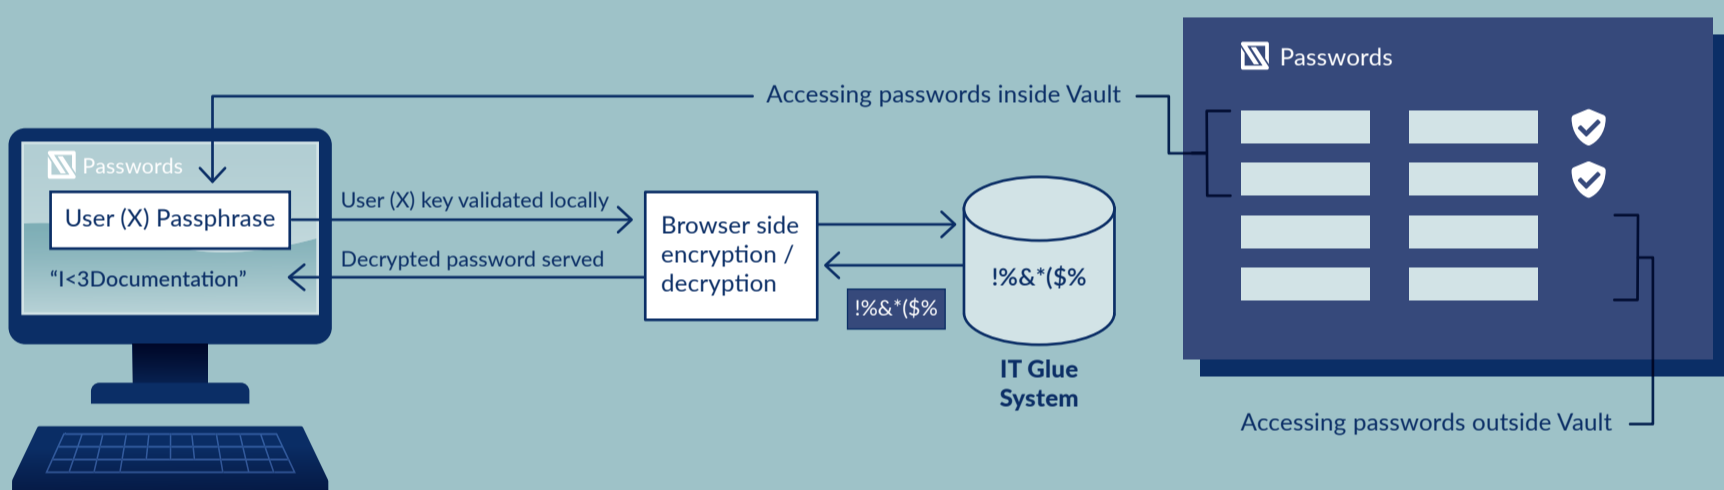 Passwords
Accessing passwords inside Vault
Passwords
User (X) Passphrase
“I<3Documentation”
User (X) key validated locally
Decrypted password served
Browser side
encryption /
decryption
!%&*($%
!%&*($%
IT Glue
System
Accessing passwords outside Vault